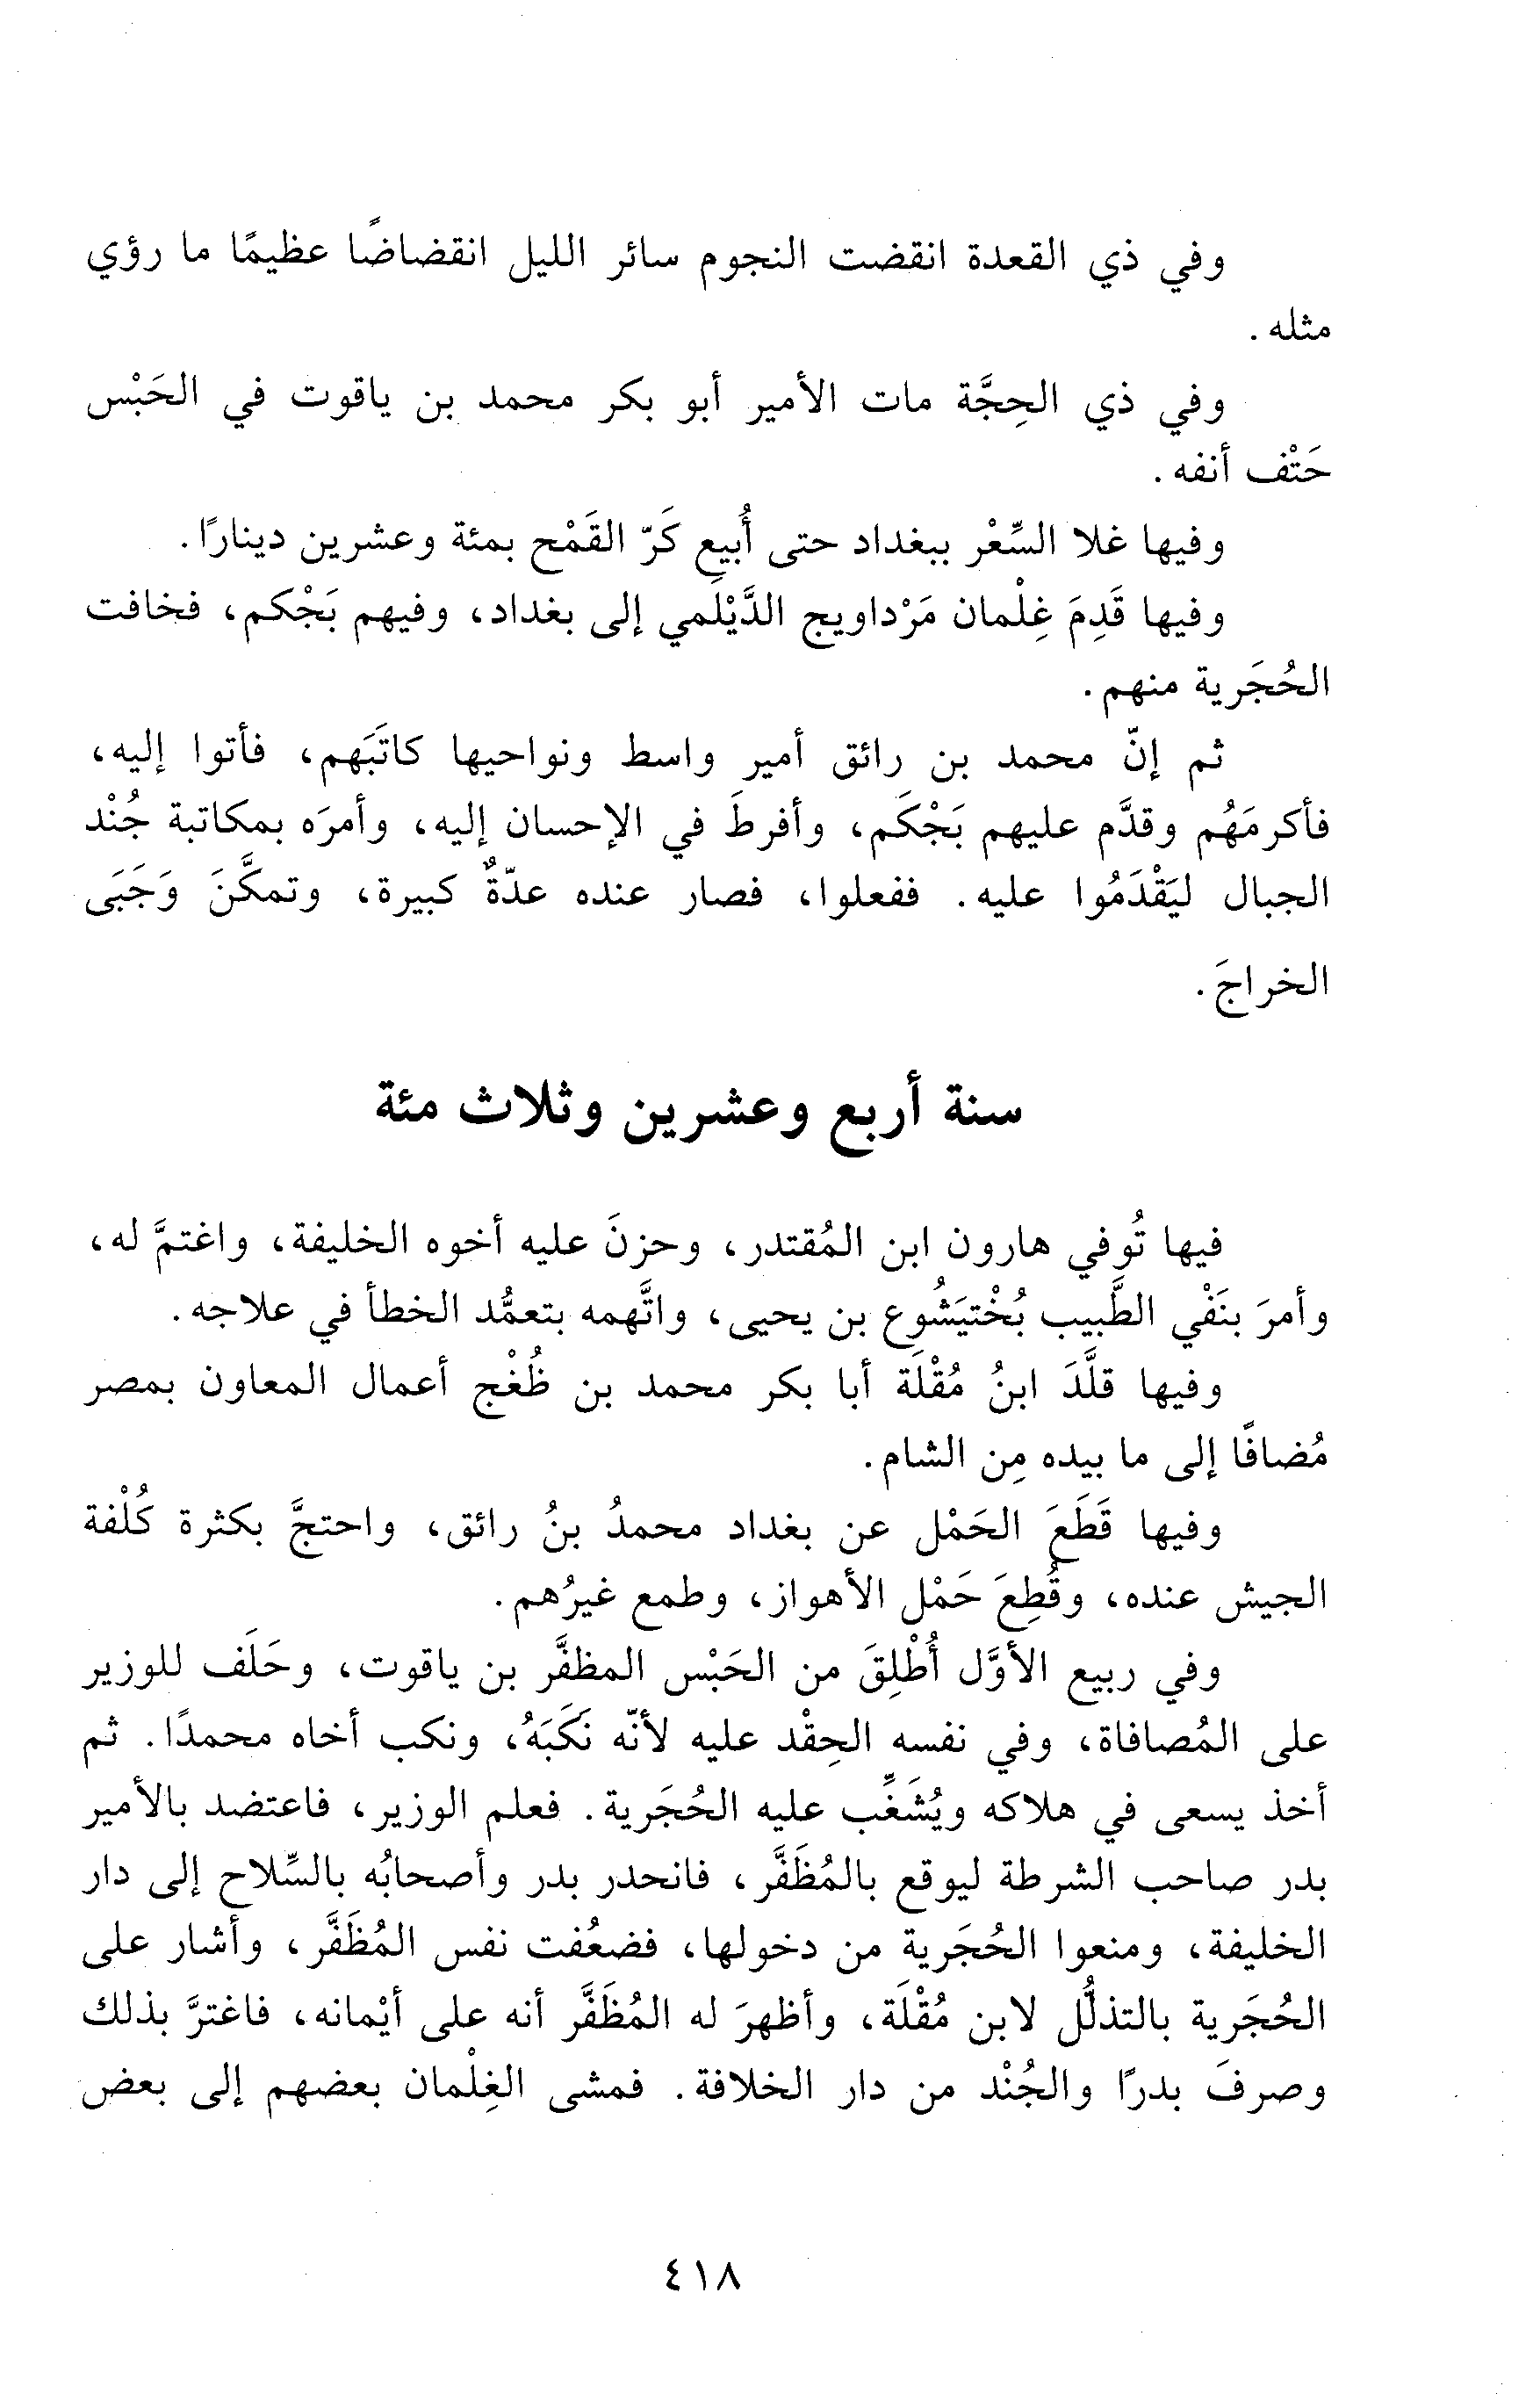 وفي ذي القعدة انقضت النجوم سائر الليل انقضاضًا عظيمًا ما رؤي
مثله .
وفي ذي الحِجَّة مات الأمير أبو بكر محمد بن ياقوت في الحَبْس
حَتْف أنفه .
وفيها غلا السِّعْر ببغداد حتى أُبيع كَرّ القَمْح بمئة وعشرين دينارًا .
وفيها قَدِمَ غِلْمان مَرْداويج الدَّيْلَمي إلى بغداد، وفيهم بَجْكم، فخافت
الحُجَرية منهم .
ثم إنّ محمد بن رائق أمير واسط ونواحيها كاتَبَهم، فأتوا إليه،
فأكرمَهُم وقدَّم عليهم بَجْكَم، وأفرطَ في الإحسان إليه، وأمرَه بمكاتبة جُنْد
الجبال ليَقْدَمُوا عليه . ففعلوا، فصار عنده عدّةٌ كبيرة، وتمكَّنَ وَجَبَى
الخراجَ .
سنة أربع وعشرين وثلاث مئة
فيها تُوفي هارون ابن المُقتدر، وحزنَ عليه أخوه الخليفة، واغتمَّ له،
وأمرَ بنَفْي الطَّبيب بُخْتيَشُوع بن يحيى، واتَّهمه بتعمُّد الخطأ في علاجه .
وفيها قلَّدَ ابنُ مُقْلَة أبا بكر محمد بن طُغْج أعمال المعاون بمصر
مُضافًا إلى ما بيده مِن الشام .
وفيها قَطَعَ الحَمْل عن بغداد محمدُ بنُ رائق، واحتجَّ بكثرة كُلْفة
الجيش عنده، وقُطِعَ حَمْل الأهواز، وطمع غيرُهم .
وفي ربيع الأوَّل أُطْلِقَ من الحَبْس المظفَّر بن ياقوت، وحَلَف للوزير
على المُصافاة، وفي نفسه الحِقْد عليه لأنّه نَكَبَهُ، ونكب أخاه محمدًا . ثم
أخذ يسعى في هلاكه ويُشَغِّب عليه الحُجَرية . فعلم الوزير، فاعتضد بالأمير
بدر صاحب الشرطة ليوقع بالمُظَفَّر، فانحدر بدر وأصحابُه بالسِّلاح إلى دار
الخليفة، ومنعوا الحُجَرية من دخولها، فضعُفت نفس المُظَفَّر، وأشار على
الحُجَرية بالتذلُّل لابن مُقْلَة، وأظهرَ له المُظَفَّر أنه على أيْمانه، فاغترَّ بذلك
وصرفَ بدرًا والجُنْد من دار الخلافة . فمشى الغِلْمان بعضهم إلى بعض
٤١٨